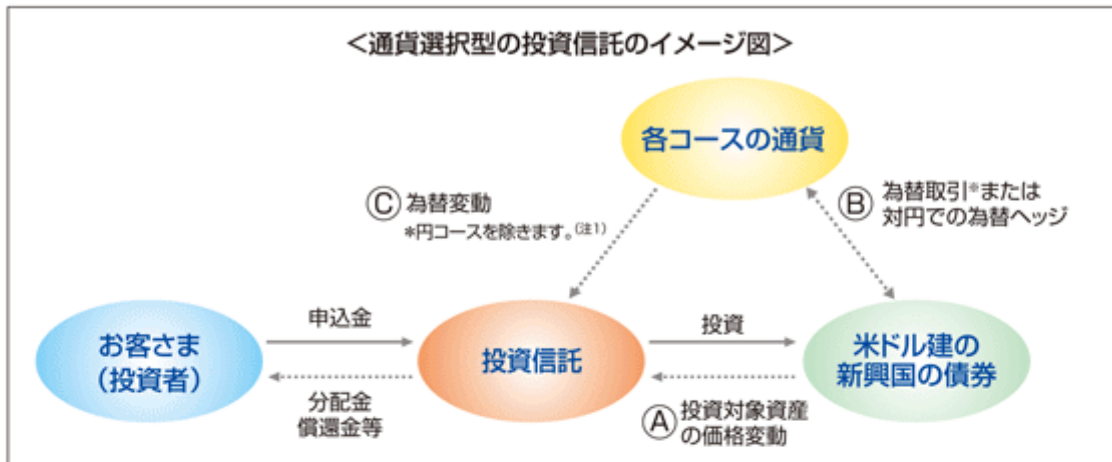 <通貨選択型の投資信託のイメージ図>
各コースの通貨
Ⓒ 為替変動
*円コースを除きます。(注1)
Ⓑ 為替取引※または
対円での為替ヘッジ
お客さま
(投資者)
申込金
分配金
償還金等
投資信託
投資
Ⓐ 投資対象資産
の価格変動
米ドル建の
新興国の債券